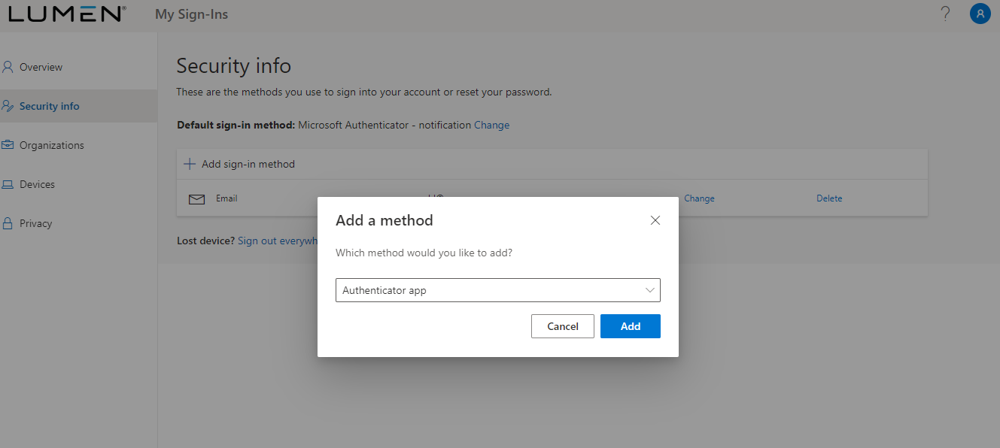 LUMEN® My Sign-Ins ?
Overview
Security info
Organizations
Devices
Privacy
Security info
These are the methods you use to sign into your account or reset your password.
Default sign-in method: Microsoft Authenticator - notification Change
Add sign-in method
Email Change Delete
Lost device? Sign out everywh
Add a method
Which method would you like to add?
Authenticator app
Cancel Add